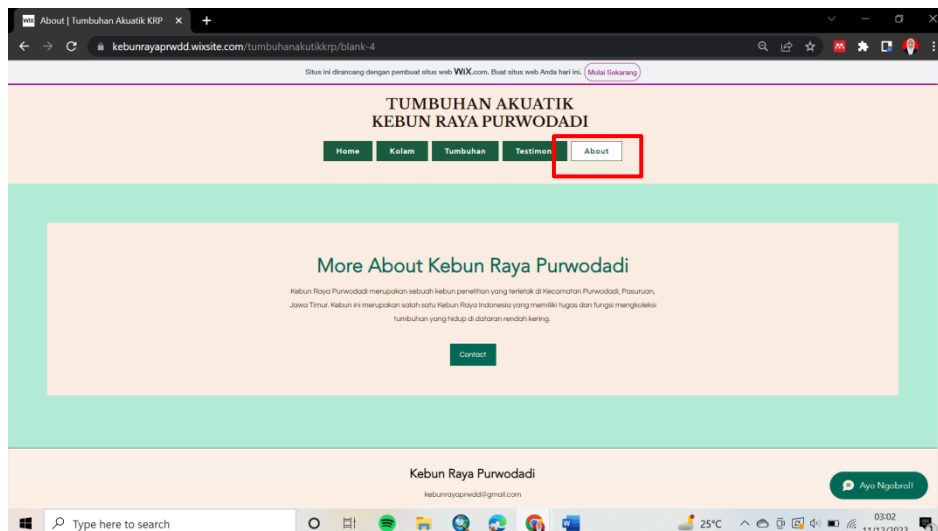 About | Tumbuhan Akuatik KRP
kebunrayaprwdd.wixsite.com/tumbuhanakutikkrp/blank-4
Situs ini dirancang dengan pembuat situs web WiX.com. Buat situs web Anda hari ini. Mulai Sekarang
TUMBUHAN AKUATIK
KEBUN RAYA PURWODADI
Home Kolam Tumbuhan Testimon About
More About Kebun Raya Purwodadi
Kebun Raya Purwodadi merupakan sebuah kebun penelitian yang terletak di Kecamatan Purwodadi, Pasuruan,
Jawa Timur. Kebun ini merupakan salah satu Kebun Raya Indonesia yang memiliki tugas dan fungsi mengkoleksi
tumbuhan yang hidup di dataran rendah kering.
Contact
Kebun Raya Purwodadi
kebunrayaprwdd@gmail.com
Ayo Ngobrol!
Type here to search
25°C
03:02